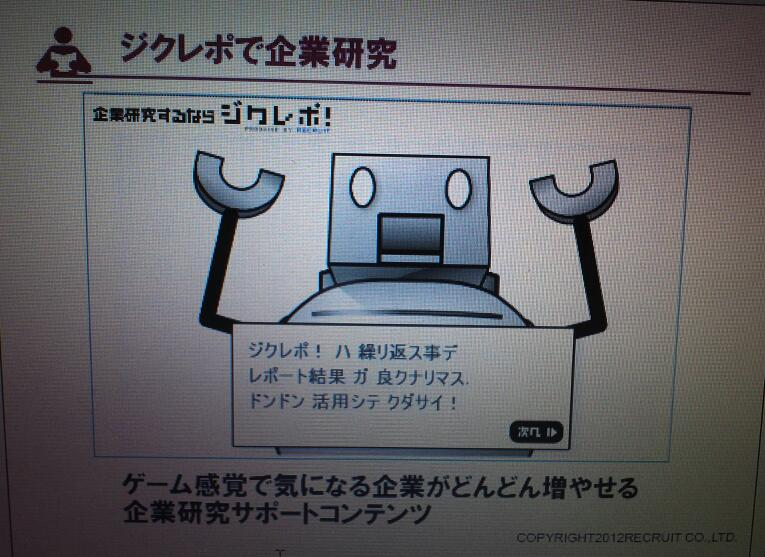 ジクレポで企業研究
企業研究するなら ジクレポ!
PRODUCE BY RECRUIT
ジクレポ! ハ 繰リ返ス事デ
レポート結果 ガ 良クナリマス.
ドンドン 活用シテ クダサイ!
次へ
ゲーム感覚で気になる企業がどんどん増やせる
企業研究サポートコンテンツ
COPYRIGHT2012RECRUIT CO.,LTD.